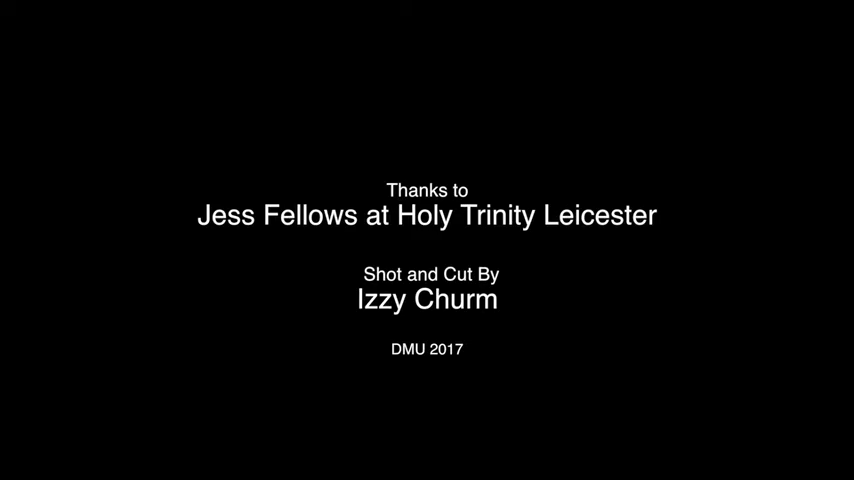 Thanks to
Jess Fellows at Holy Trinity Leicester
Shot and Cut By
Izzy Churm
DMU 2017